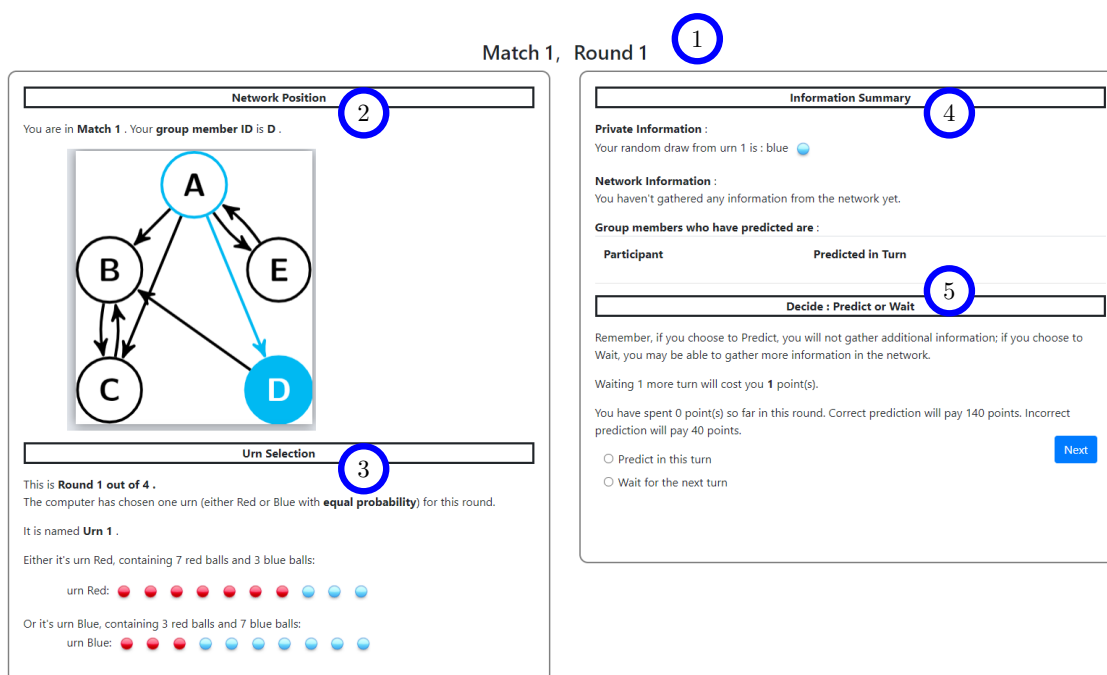 Match 1, Round 1
1
Network Position
2
You are in Match 1 . Your group member ID is D .
A
B
E
C
D
Urn Selection
3
This is Round 1 out of 4 .
The computer has chosen one urn (either Red or Blue with equal probability) for this round.
It is named Urn 1 .
Either it's urn Red, containing 7 red balls and 3 blue balls:
urn Red:
Or it's urn Blue, containing 3 red balls and 7 blue balls:
urn Blue:
Information Summary
4
Private Information :
Your random draw from urn 1 is : blue
Network Information :
You haven't gathered any information from the network yet.
Group members who have predicted are :
Participant Predicted in Turn
5
Decide : Predict or Wait
Remember, if you choose to Predict, you will not gather additional information; if you choose to
Wait, you may be able to gather more information in the network.
Waiting 1 more turn will cost you 1 point(s).
You have spent 0 point(s) so far in this round. Correct prediction will pay 140 points. Incorrect
prediction will pay 40 points.
Predict in this turn
Wait for the next turn
Next